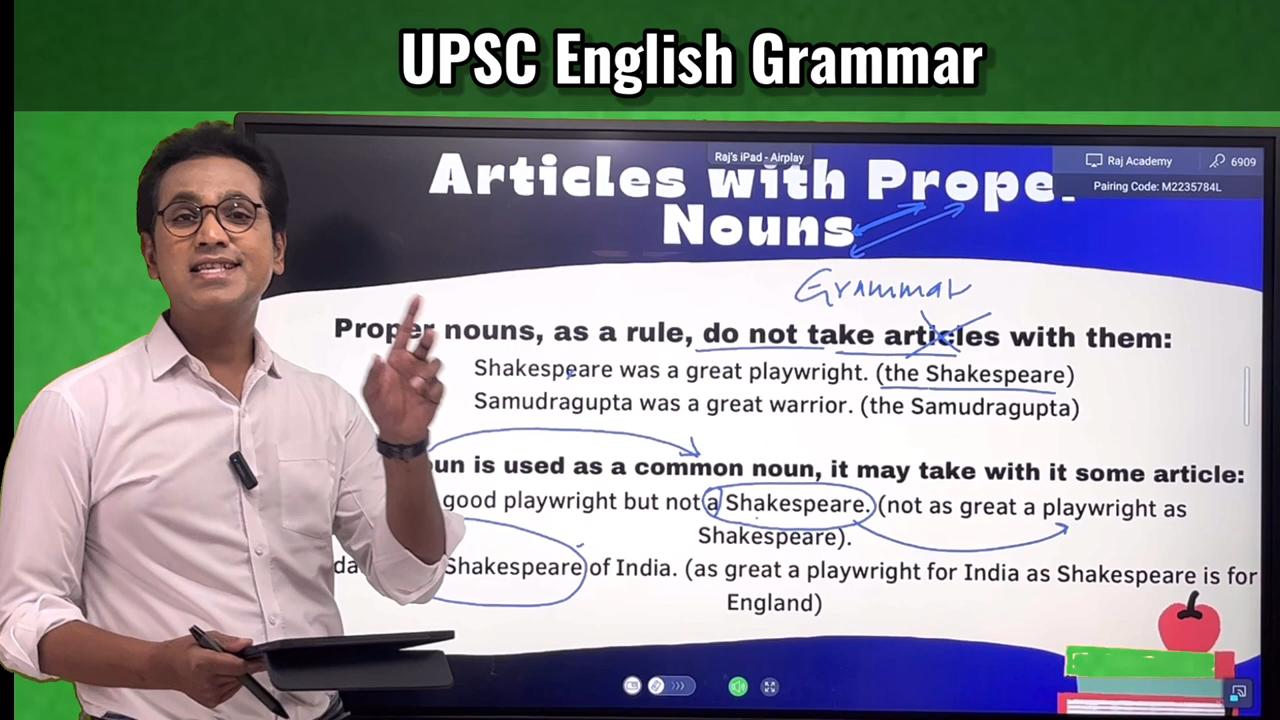 UPSC English Grammar
Raj's iPad - Airplay
Raj Academy
6909
Pairing Code: M2235784L
Articles with Proper
Nouns
Grammar
Proper nouns, as a rule, do not take articles with them:
Shakespeare was a great playwright. (the Shakespeare)
Samudragupta was a great warrior. (the Samudragupta)
is used as a common noun, it may take with it some article:
good playwright but not a Shakespeare. (not as great a playwright as
Shakespeare).
Shakespeare of India. (as great a playwright for India as Shakespeare is for
England)